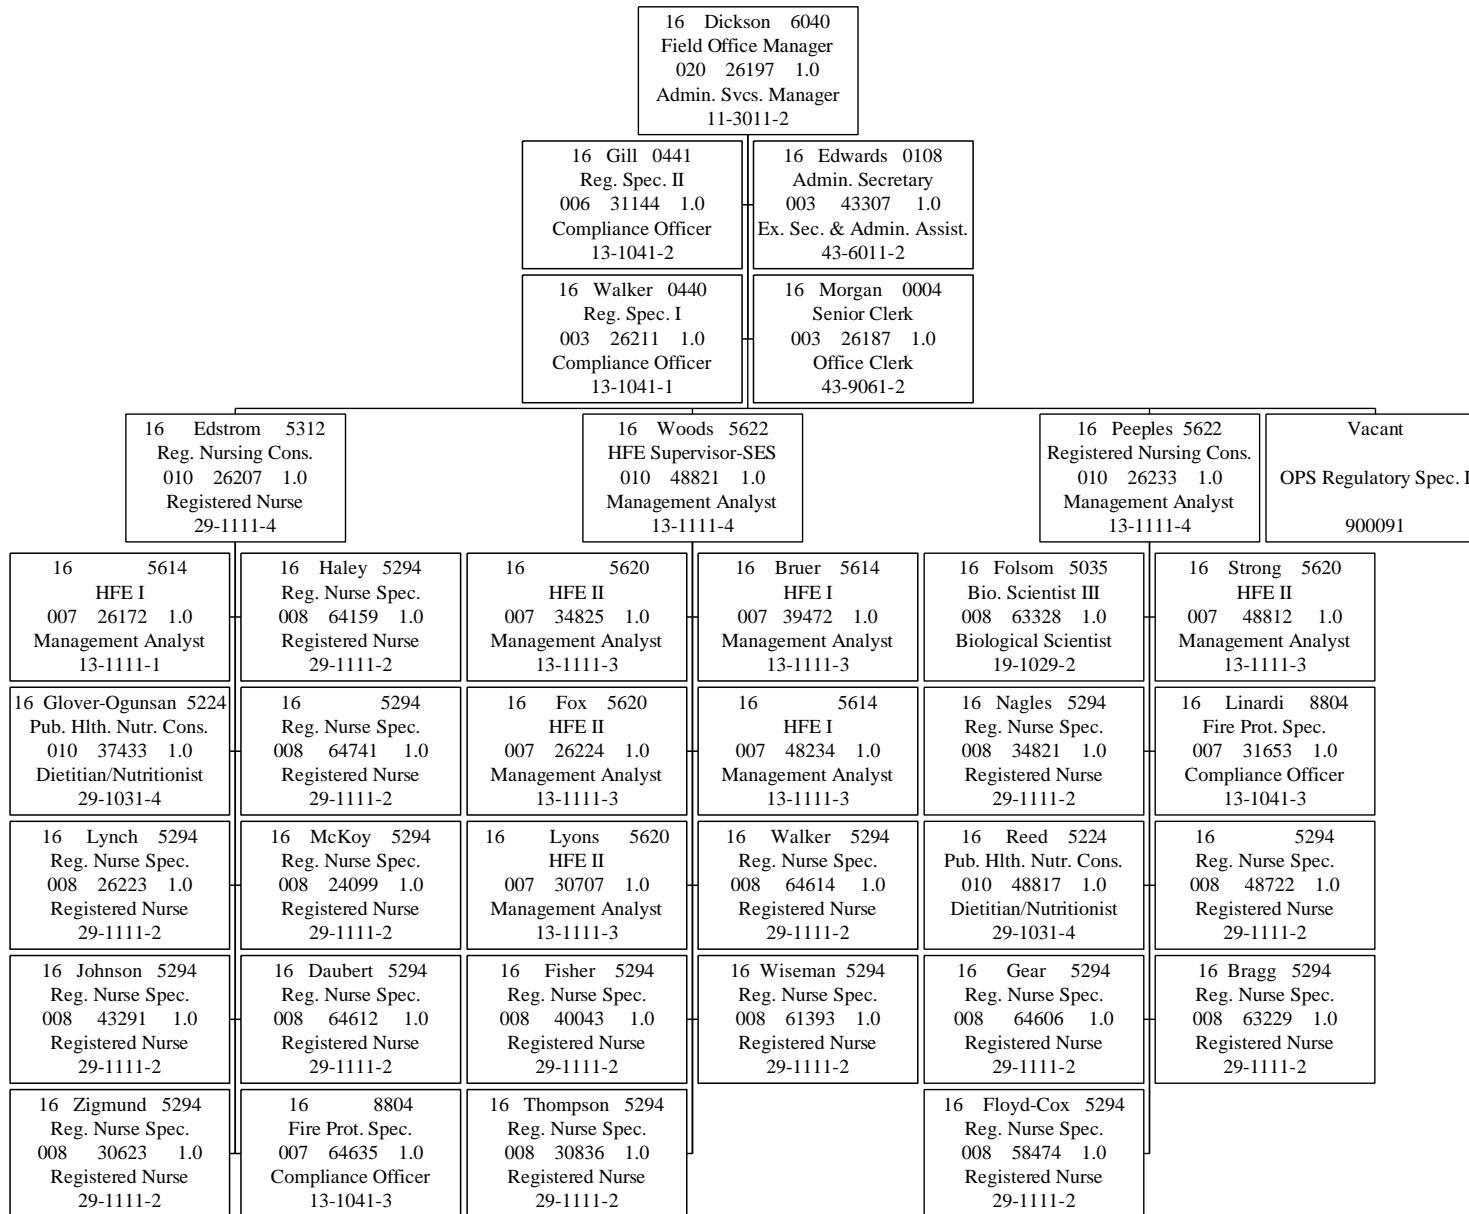 16 Dickson 6040
Field Office Manager
020 26197 1.0
Admin. Svcs. Manager
11-3011-2
16 Gill 0441
Reg. Spec. II
006 31144 1.0
Compliance Officer
13-1041-2
16 Edwards 0108
Admin. Secretary
003 43307 1.0
Ex. Sec. & Admin. Assist.
43-6011-2
16 Walker 0440
Reg. Spec. I
003 26211 1.0
Compliance Officer
13-1041-1
16 Morgan 0004
Senior Clerk
003 26187 1.0
Office Clerk
43-9061-2
16 Edstrom 5312
Reg. Nursing Cons.
010 26207 1.0
Registered Nurse
29-1111-4
16 Woods 5622
HFE Supervisor-SES
010 48821 1.0
Management Analyst
13-1111-4
16 Peeples 5622
Registered Nursing Cons.
010 26233 1.0
Management Analyst
13-1111-4
Vacant
OPS Regulatory Spec. I
900091
16 5614
HFE I
007 26172 1.0
Management Analyst
13-1111-1
16 Haley 5294
Reg. Nurse Spec.
008 64159 1.0
Registered Nurse
29-1111-2
16 5620
HFE II
007 34825 1.0
Management Analyst
13-1111-3
16 Bruer 5614
HFE I
007 39472 1.0
Management Analyst
13-1111-3
16 Folsom 5035
Bio. Scientist III
008 63328 1.0
Biological Scientist
19-1029-2
16 Strong 5620
HFE II
007 48812 1.0
Management Analyst
13-1111-3
16 Glover-Ogunsan 5224
Pub. Hlth. Nutr. Cons.
010 37433 1.0
Dietitian/Nutritionist
29-1031-4
16 5294
Reg. Nurse Spec.
008 64741 1.0
Registered Nurse
29-1111-2
16 Fox 5620
HFE II
007 26224 1.0
Management Analyst
13-1111-3
16 5614
HFE I
007 48234 1.0
Management Analyst
13-1111-3
16 Nagles 5294
Reg. Nurse Spec.
008 34821 1.0
Registered Nurse
29-1111-2
16 Linardi 8804
Fire Prot. Spec.
007 31653 1.0
Compliance Officer
13-1041-3
16 Lynch 5294
Reg. Nurse Spec.
008 26223 1.0
Registered Nurse
29-1111-2
16 McKoy 5294
Reg. Nurse Spec.
008 24099 1.0
Registered Nurse
29-1111-2
16 Lyons 5620
HFE II
007 30707 1.0
Management Analyst
13-1111-3
16 Walker 5294
Reg. Nurse Spec.
008 64614 1.0
Registered Nurse
29-1111-2
16 Reed 5224
Pub. Hlth. Nutr. Cons.
010 48817 1.0
Dietitian/Nutritionist
29-1031-4
16 5294
Reg. Nurse Spec.
008 48722 1.0
Registered Nurse
29-1111-2
16 Johnson 5294
Reg. Nurse Spec.
008 43291 1.0
Registered Nurse
29-1111-2
16 Daubert 5294
Reg. Nurse Spec.
008 64612 1.0
Registered Nurse
29-1111-2
16 Fisher 5294
Reg. Nurse Spec.
008 40043 1.0
Registered Nurse
29-1111-2
16 Wiseman 5294
Reg. Nurse Spec.
008 61393 1.0
Registered Nurse
29-1111-2
16 Gear 5294
Reg. Nurse Spec.
008 64606 1.0
Registered Nurse
29-1111-2
16 Bragg 5294
Reg. Nurse Spec.
008 63229 1.0
Registered Nurse
29-1111-2
16 Zigmund 5294
Reg. Nurse Spec.
008 30623 1.0
Registered Nurse
29-1111-2
16 8804
Fire Prot. Spec.
007 64635 1.0
Compliance Officer
13-1041-3
16 Thompson 5294
Reg. Nurse Spec.
008 30836 1.0
Registered Nurse
29-1111-2
16 Floyd-Cox 5294
Reg. Nurse Spec.
008 58474 1.0
Registered Nurse
29-1111-2